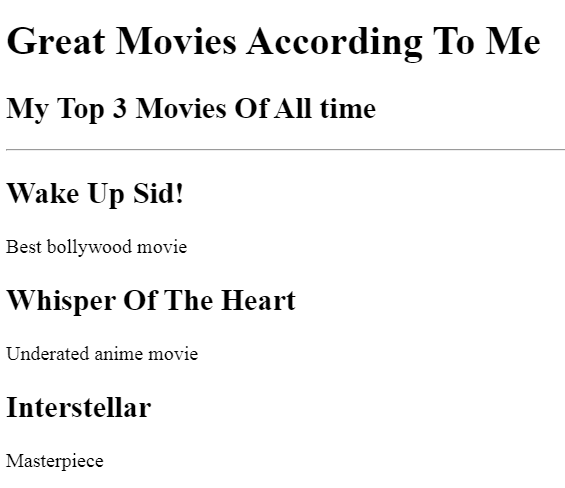 Great Movies According To Me
My Top 3 Movies Of All time
Wake Up Sid!
Best bollywood movie
Whisper Of The Heart
Underated anime movie
Interstellar
Masterpiece